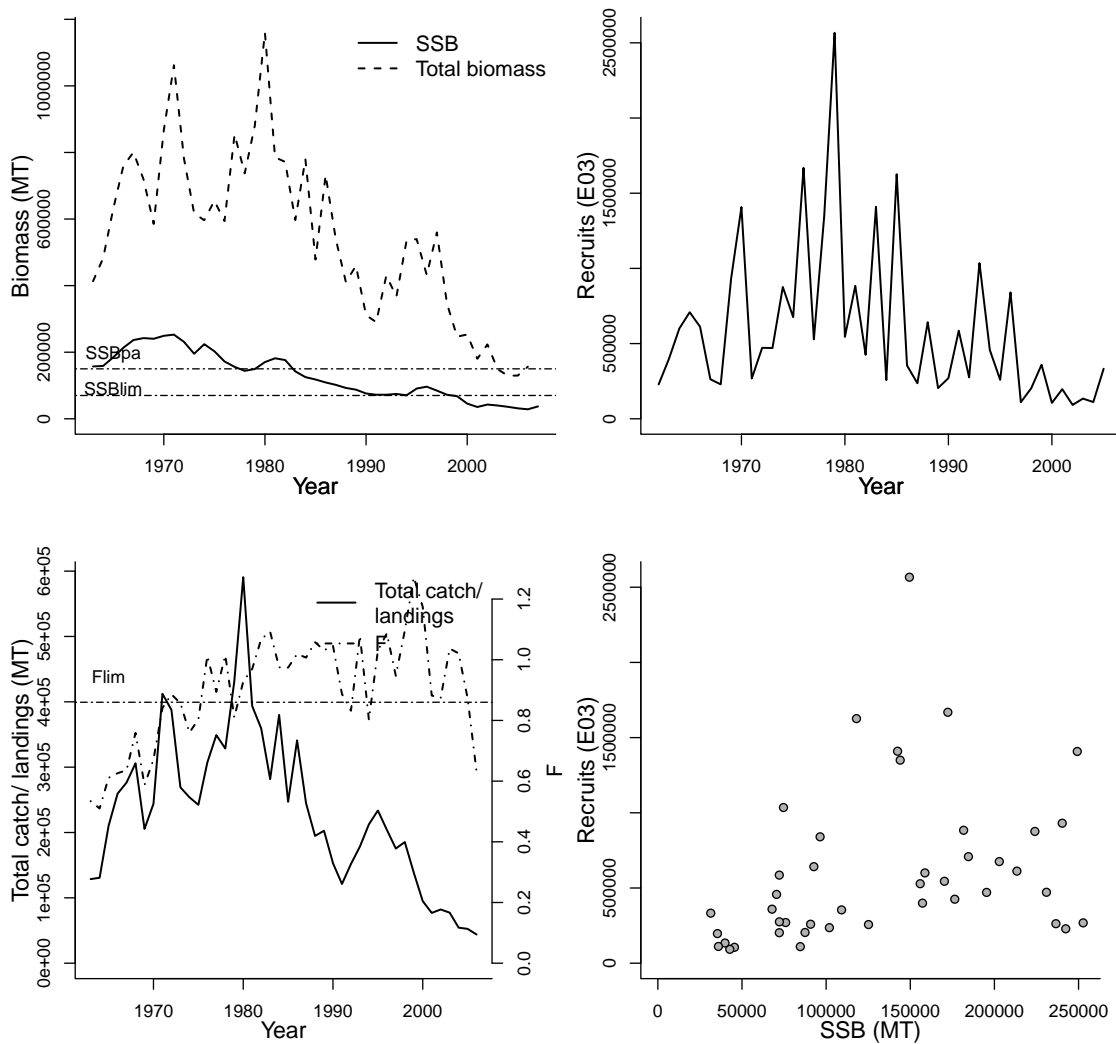 SSB
Total biomass
Biomass (MT)
0
200000
600000
1000000
SSBpa
SSBlim
1970
1980
1990
2000
Year
Recruits (E03)
0
500000
1500000
2500000
1970
1980
1990
2000
Year
Total catch/
landings
F
Flim
Total catch/ landings (MT)
0e+00
1e+05
2e+05
3e+05
4e+05
5e+05
6e+05
F
0.0
0.2
0.4
0.6
0.8
1.0
1.2
1970
1980
1990
2000
Year
Recruits (E03)
0
500000
1500000
2500000
0
50000
100000
150000
200000
250000
SSB (MT)